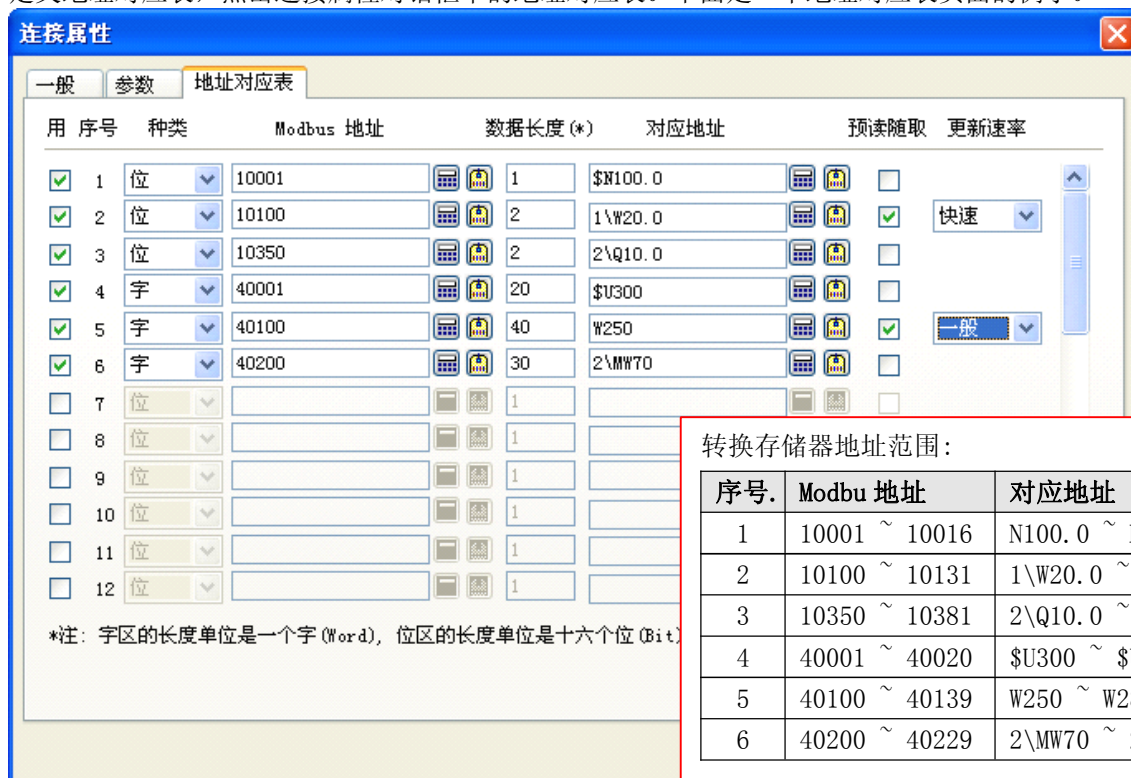 连接属性
一般 参数 地址对应表
用 序号 种类 Modbus 地址 数据长度(*) 对应地址 预读随取 更新速率
1 位 10001 1 $N100.0
2 位 10100 2 1\W20.0 快速
3 位 10350 2 2\Q10.0
4 字 40001 20 $U300
5 字 40100 40 W250 一般
6 字 40200 30 2\MW70
7 位 1
8 位 1
9 位 1
10 位 1
11 位 1
12 位 1
*注: 字区的长度单位是一个字(Word), 位区的长度单位是十六个位(Bit)
转换存储器地址范围:
序号. Modbu 地址 对应地址
1 10001 ~ 10016 N100.0 ~
2 10100 ~ 10131 1\W20.0 ~
3 10350 ~ 10381 2\Q10.0 ~
4 40001 ~ 40020 $U300 ~ $
5 40100 ~ 40139 W250 ~ W2
6 40200 ~ 40229 2\MW70 ~